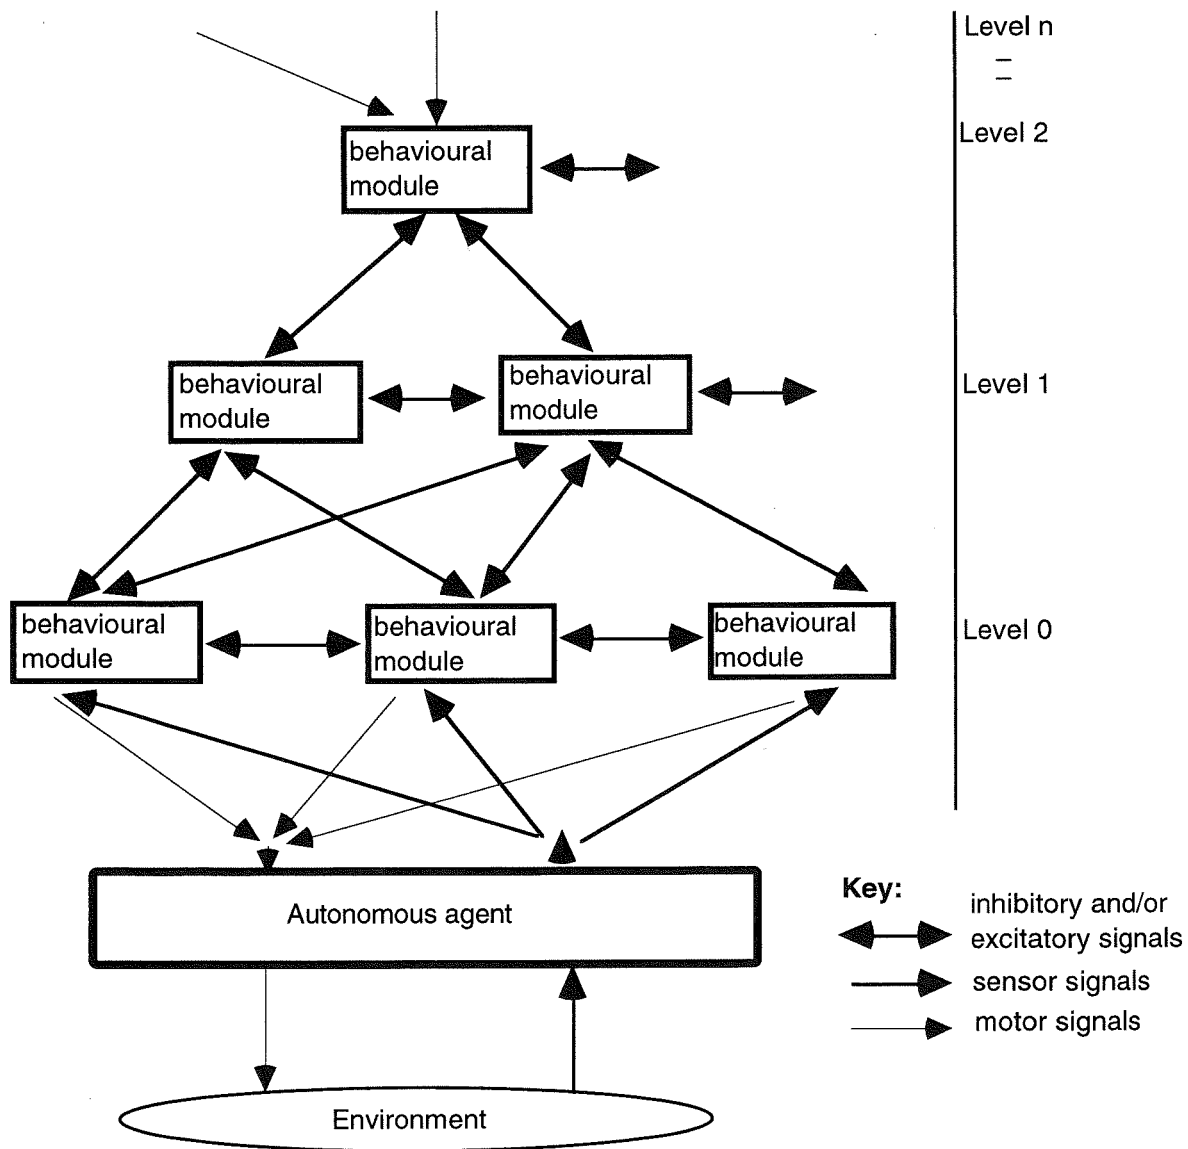 Level n
Level 2
behavioural
module
behavioural
module
behavioural
module
Level 1
behavioural
module
behavioural
module
behavioural
module
Level 0
Autonomous agent
Key:
inhibitory and/or
excitatory signals
sensor signals
motor signals
Environment